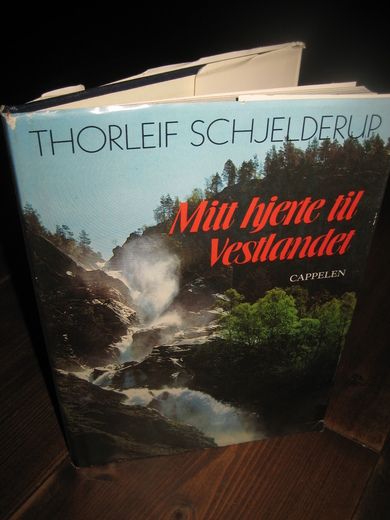 THORLEIF SCHJELDERUP
Mitt hjerte til
Vestlandet
CAPPELEN